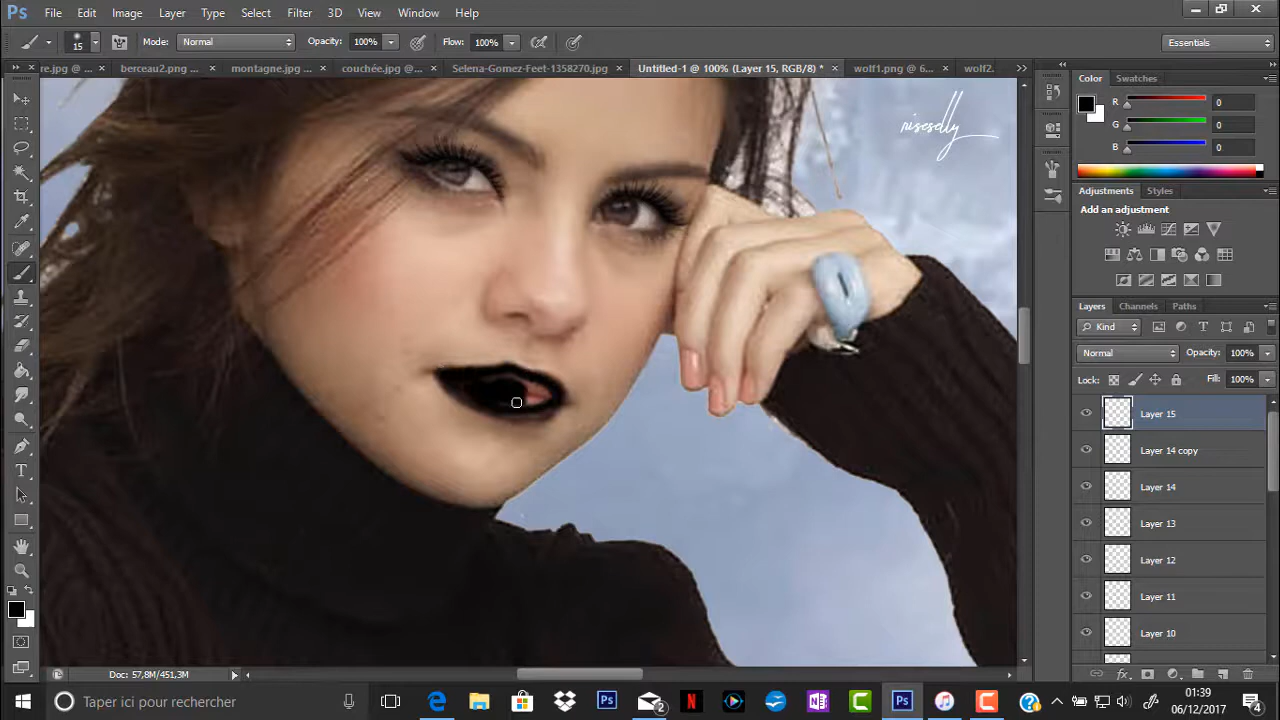 Ps File Edit Image Layer Type Select Filter 3D View Window Help
15 Mode: Normal Opacity: 100% Flow: 100% Essentials
re.jpg @ ... × berceau2.png ... × montagne.jpg ... × couchée.jpg @ ... × Selena-Gomez-Feet-1358270.jpg × Untitled-1 @ 100% (Layer 15, RGB/8) * × wolf1.png @ 6... × wolf2.
niseselly
Color Swatches
R 0
G 0
B 0
Adjustments Styles
Add an adjustment
Layers Channels Paths
Kind
Normal Opacity: 100%
Lock: Fill: 100%
Layer 15
Layer 14 copy
Layer 14
Layer 13
Layer 12
Layer 11
Layer 10
Doc: 57,8M/451,3M
Taper ici pour rechercher
01:39
06/12/2017